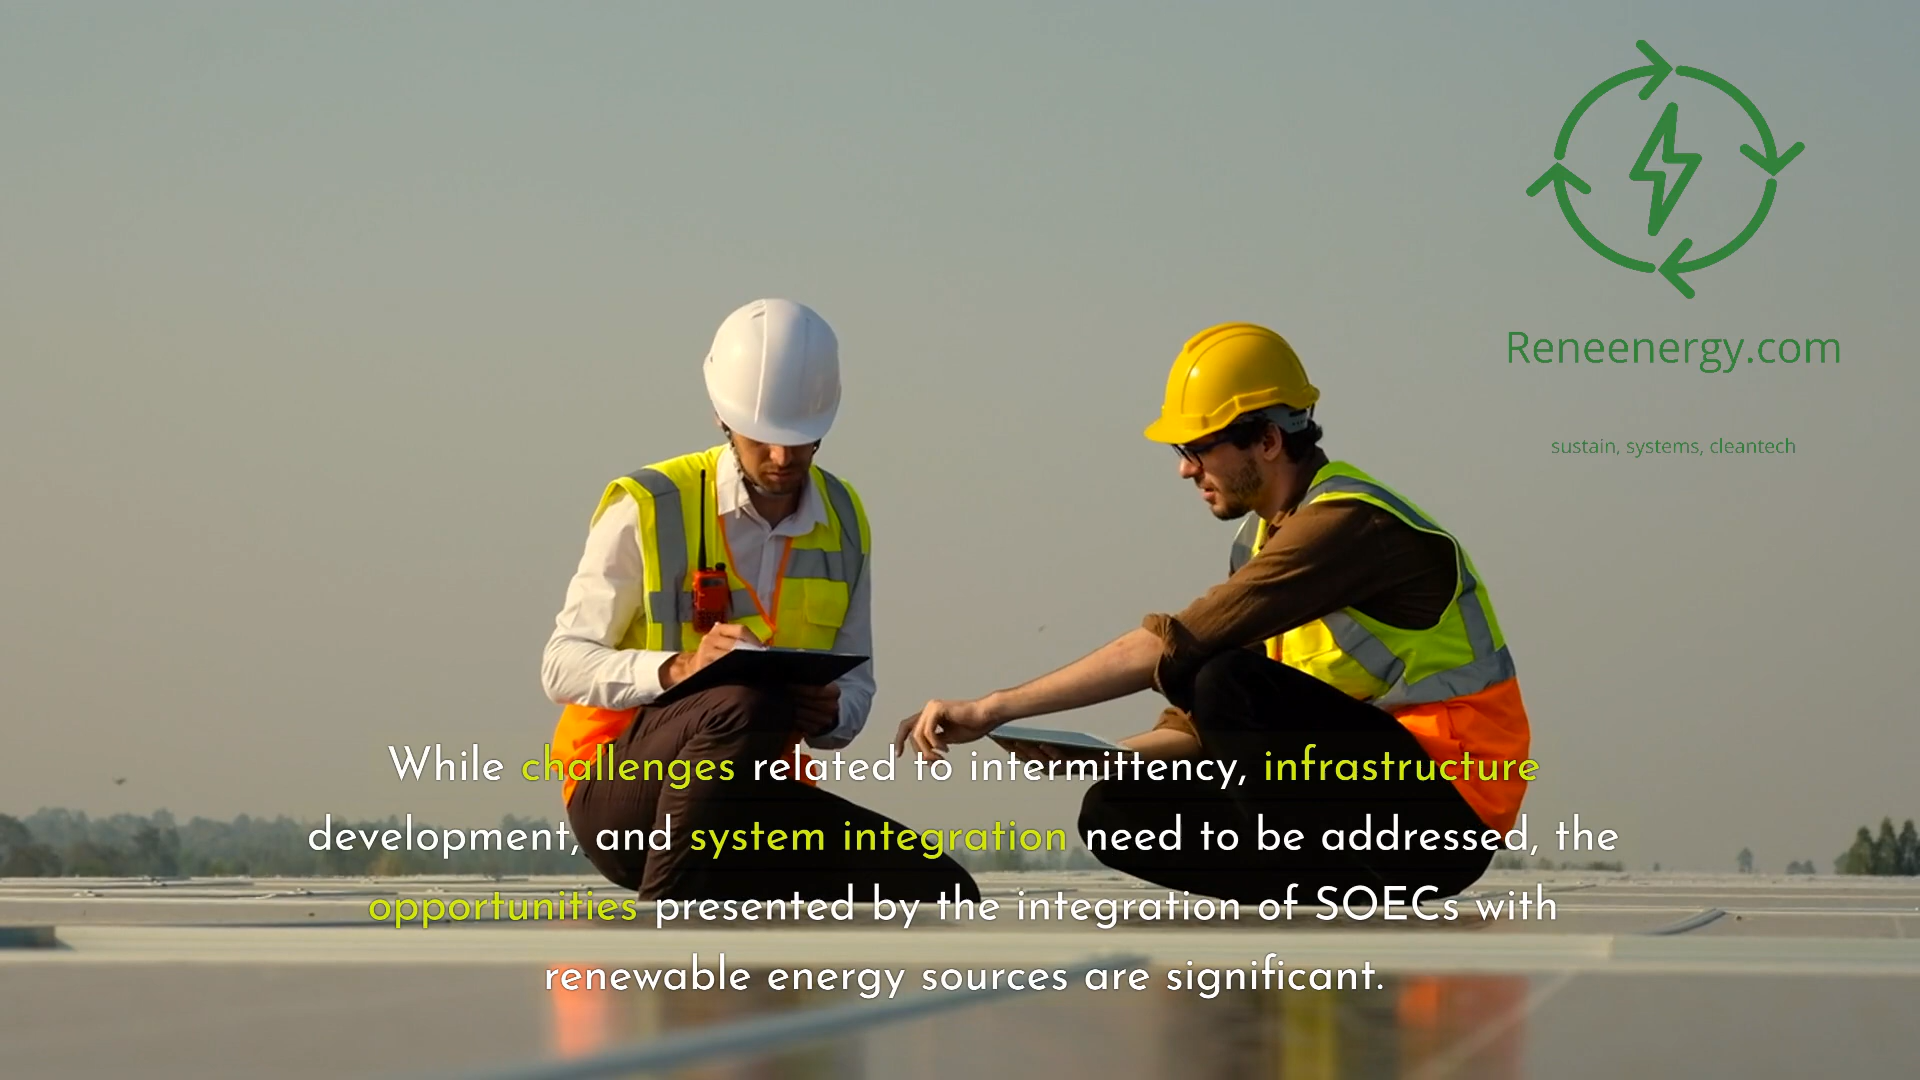 Reneenergy.com
sustain, systems, cleantech
While challenges related to intermittency, infrastructure
development, and system integration need to be addressed, the
opportunities presented by the integration of SOECs with
renewable energy sources are significant.